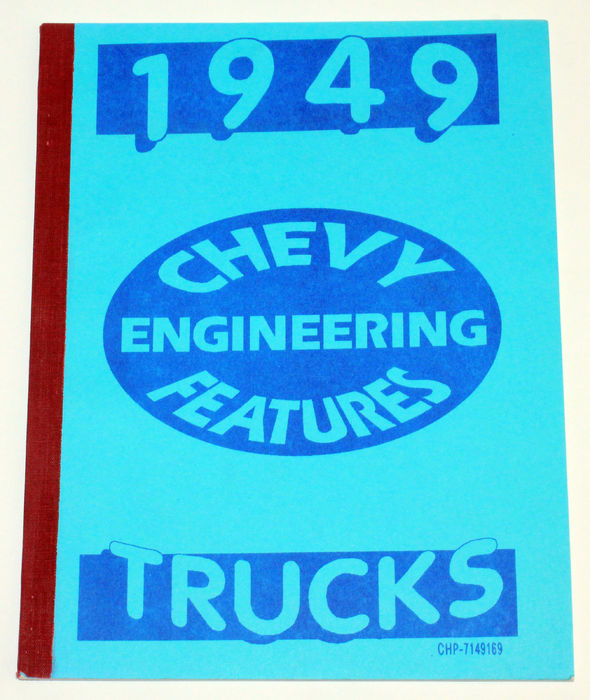 1949
CHEVY
ENGINEERING
FEATURES
TRUCKS
CHP-7149169